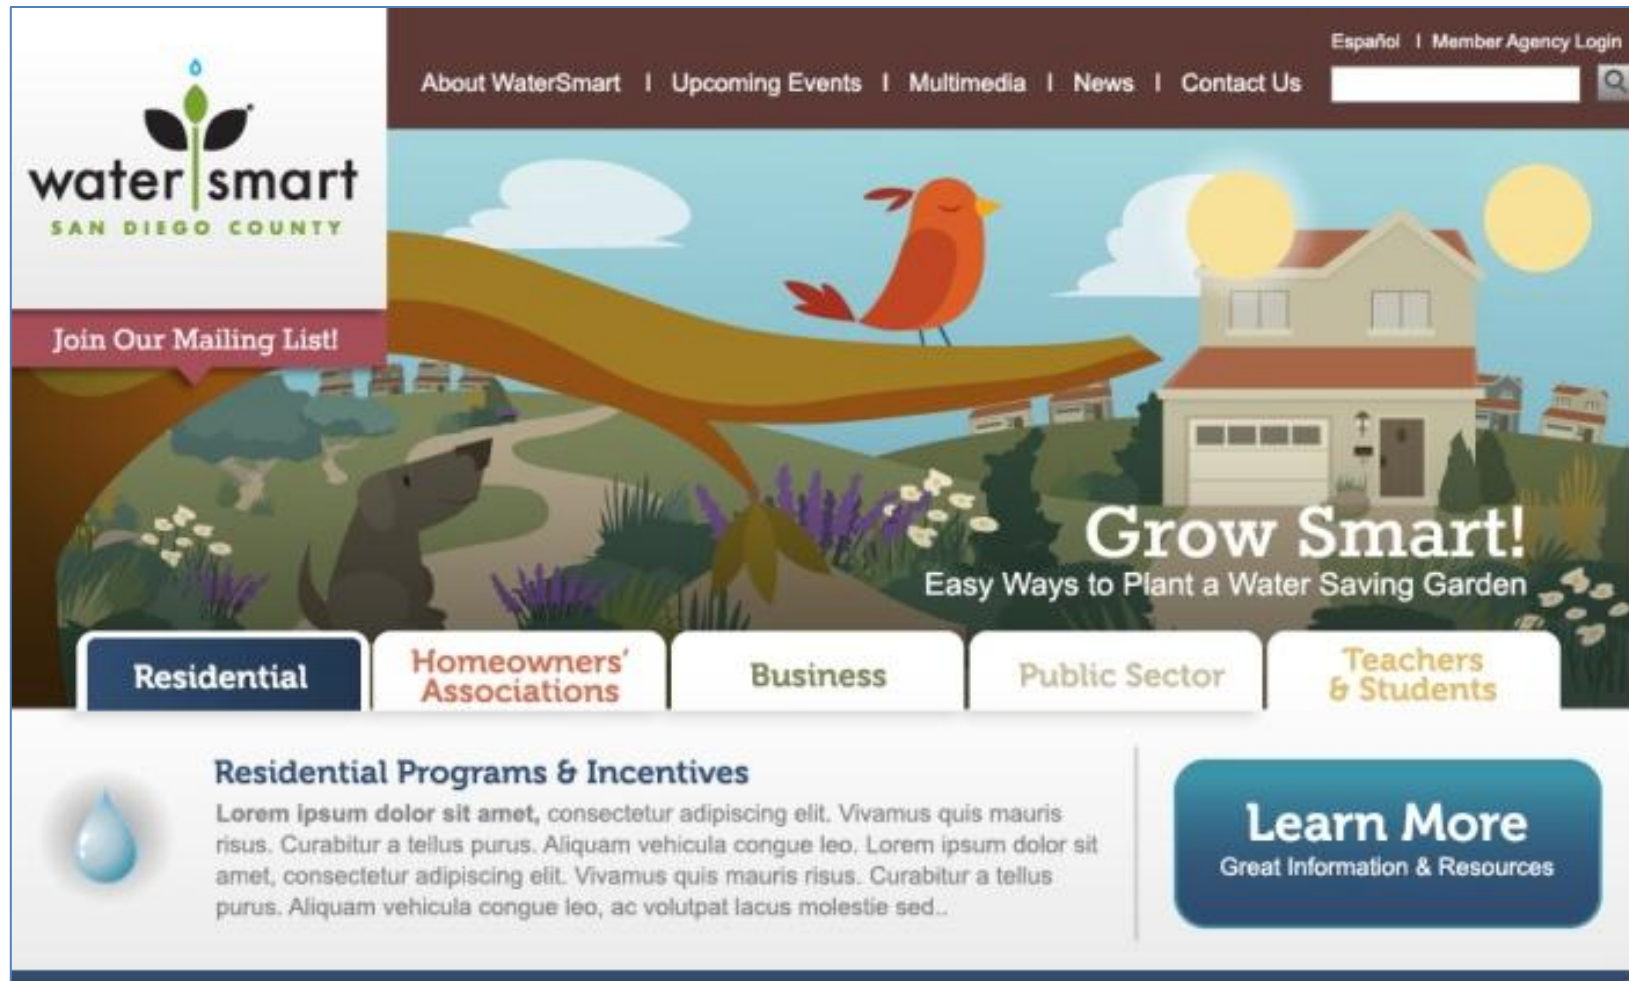 water smart
SAN DIEGO COUNTY
Join Our Mailing List!
Español | Member Agency Login
About WaterSmart | Upcoming Events | Multimedia | News | Contact Us
Grow Smart!
Easy Ways to Plant a Water Saving Garden
Residential
Homeowners'
Associations
Business
Public Sector
Teachers
& Students
Residential Programs & Incentives
Lorem ipsum dolor sit amet, consectetur adipiscing elit. Vivamus quis mauris
risus. Curabitur a tellus purus. Aliquam vehicula congue leo. Lorem ipsum dolor sit
amet, consectetur adipiscing elit. Vivamus quis mauris risus. Curabitur a tellus
purus. Aliquam vehicula congue leo, ac volutpat lacus molestie sed..
Learn More
Great Information & Resources